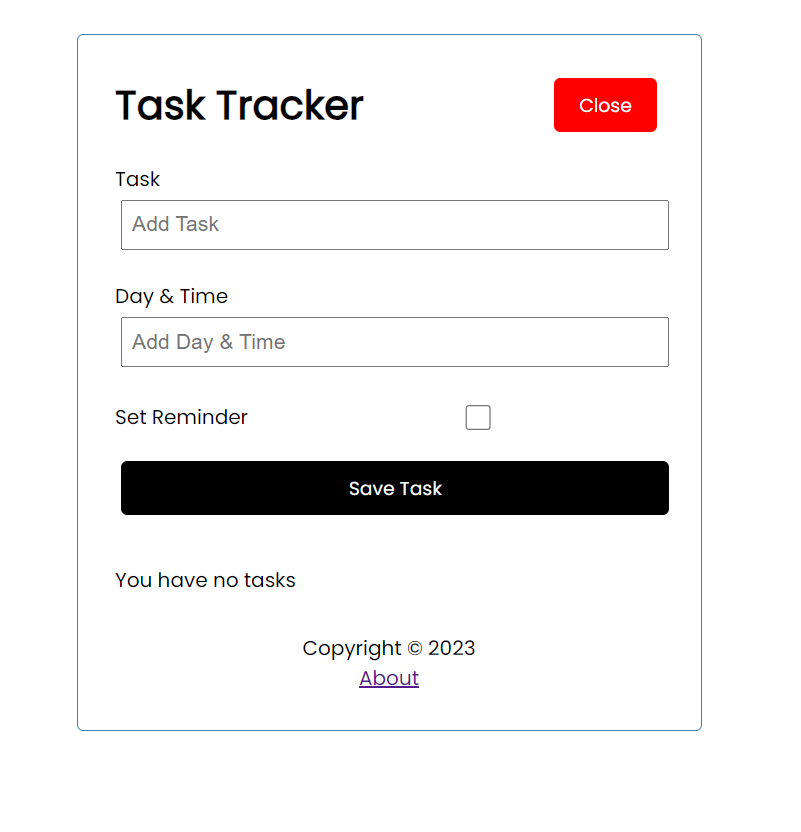 Task Tracker
Close
Task
Add Task
Day & Time
Add Day & Time
Set Reminder
Save Task
You have no tasks
Copyright © 2023
About